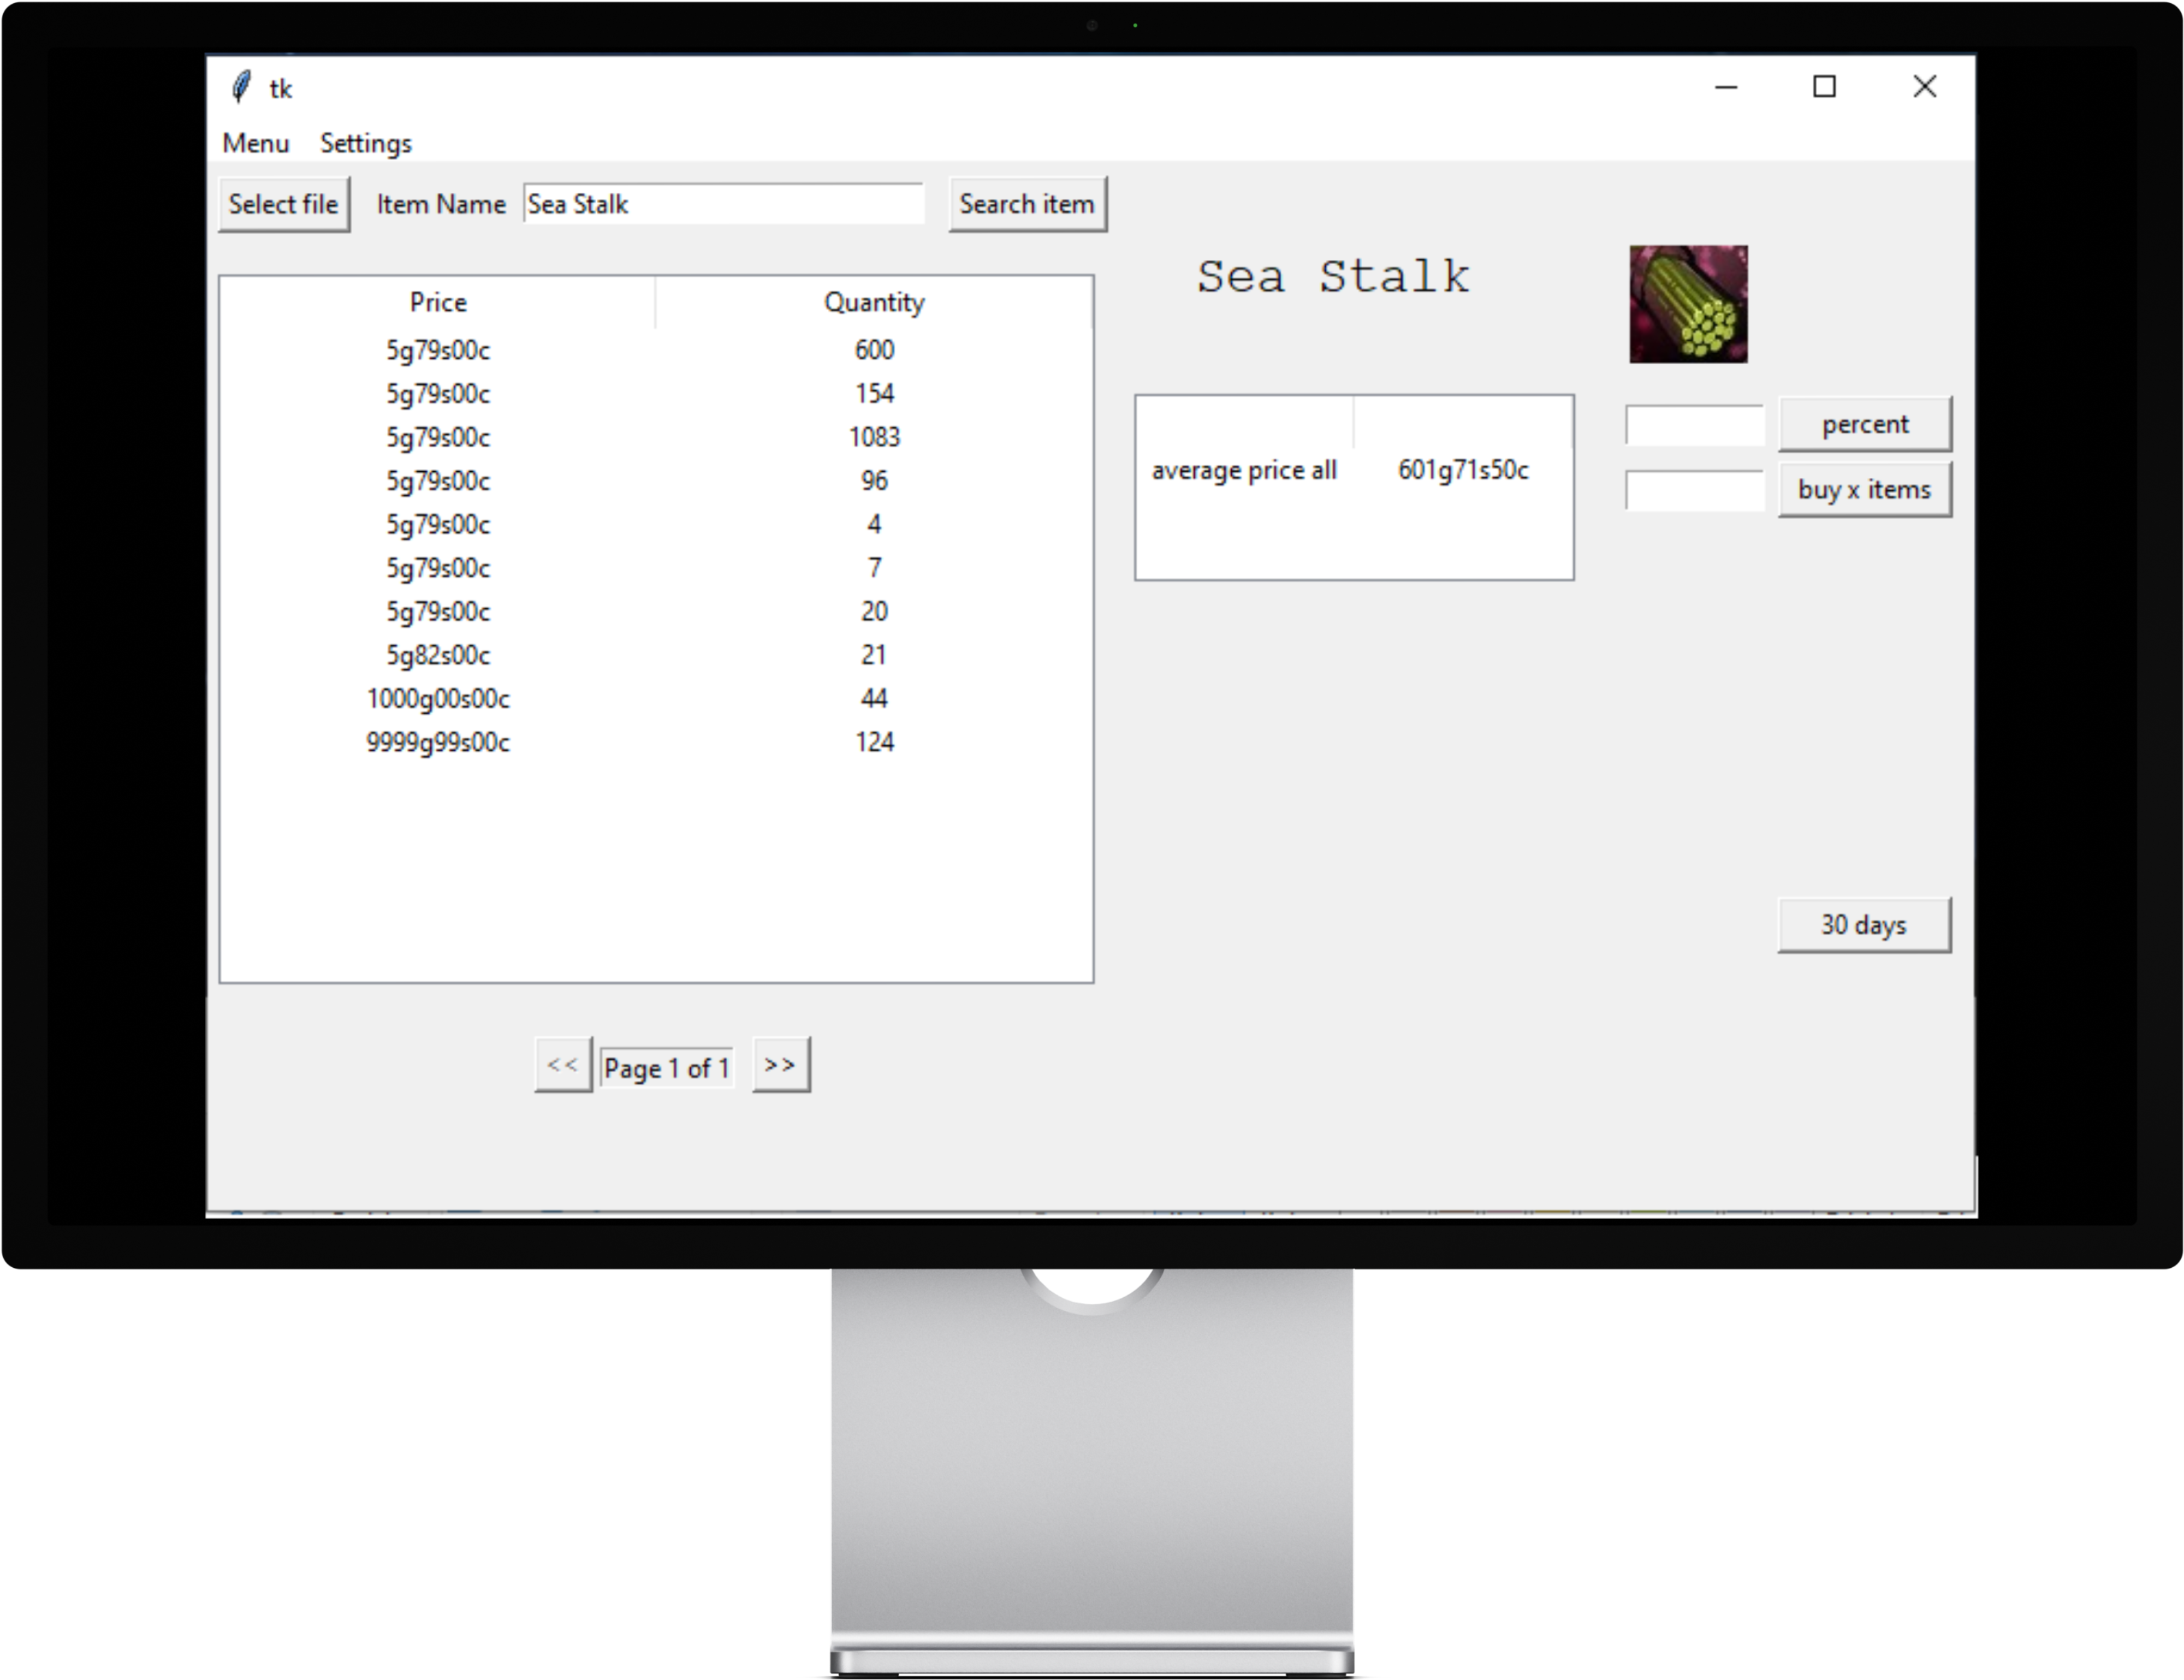 tk
Menu Settings
Select file Item Name Sea Stalk Search item
Sea Stalk
Price Quantity
5g79s00c 600
5g79s00c 154
5g79s00c 1083
5g79s00c 96
5g79s00c 4
5g79s00c 7
5g79s00c 20
5g82s00c 21
1000g00s00c 44
9999g99s00c 124
average price all 601g71s50c
percent
buy x items
30 days
<< Page 1 of 1 >>